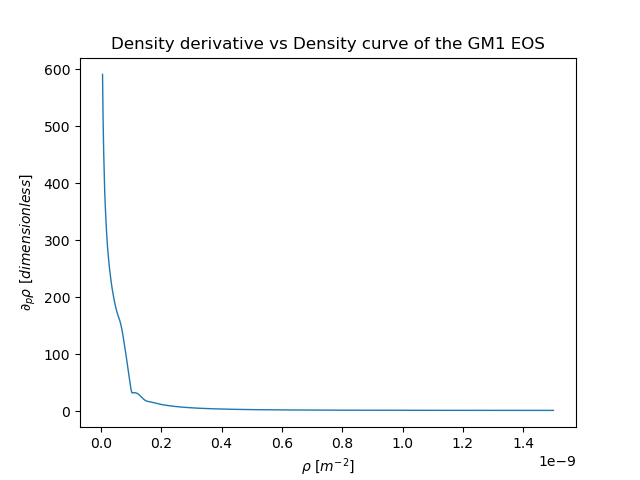 Density derivative vs Density curve of the GM1 EOS
600
500
400
300
200
100
0
∂ₚρ [dimensionless]
0.0 0.2 0.4 0.6 0.8 1.0 1.2 1.4
1e−9
ρ [m⁻²]